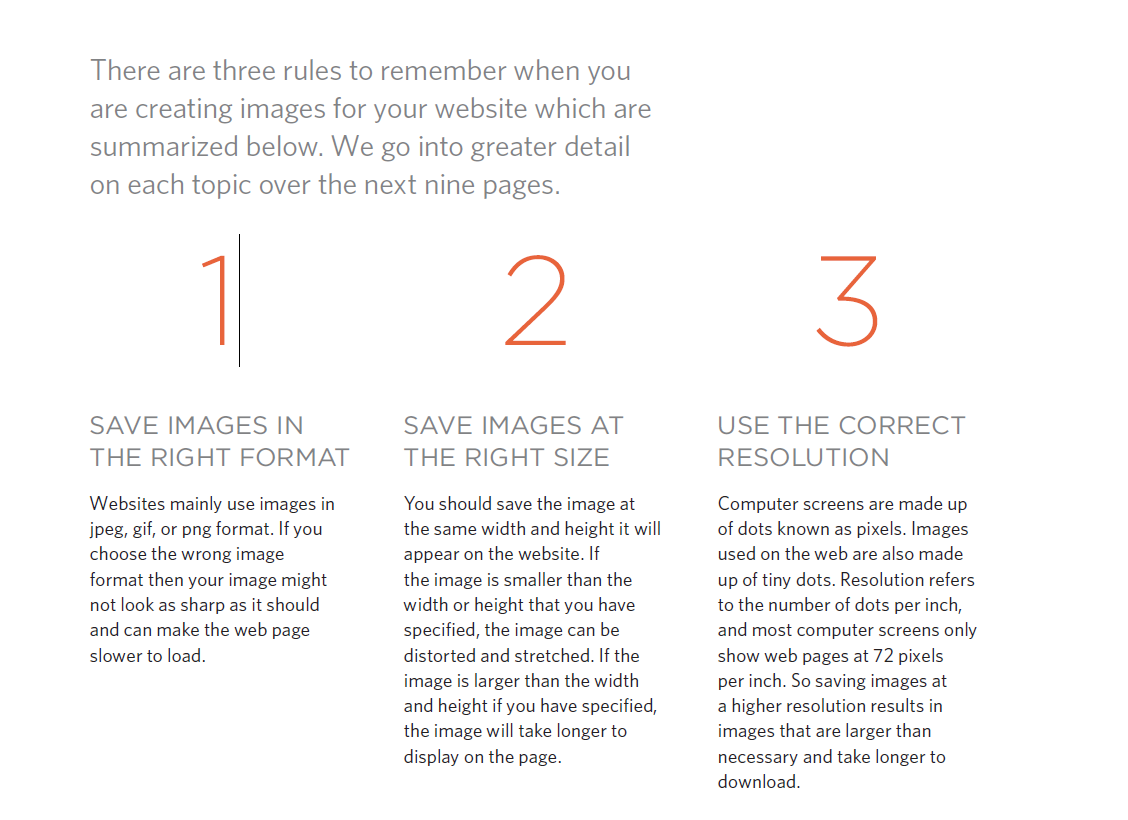 There are three rules to remember when you
are creating images for your website which are
summarized below. We go into greater detail
on each topic over the next nine pages.
1
SAVE IMAGES IN
THE RIGHT FORMAT
Websites mainly use images in
jpeg, gif, or png format. If you
choose the wrong image
format then your image might
not look as sharp as it should
and can make the web page
slower to load.
2
SAVE IMAGES AT
THE RIGHT SIZE
You should save the image at
the same width and height it will
appear on the website. If
the image is smaller than the
width or height that you have
specified, the image can be
distorted and stretched. If the
image is larger than the width
and height if you have specified,
the image will take longer to
display on the page.
3
USE THE CORRECT
RESOLUTION
Computer screens are made up
of dots known as pixels. Images
used on the web are also made
up of tiny dots. Resolution refers
to the number of dots per inch,
and most computer screens only
show web pages at 72 pixels
per inch. So saving images at
a higher resolution results in
images that are larger than
necessary and take longer to
download.